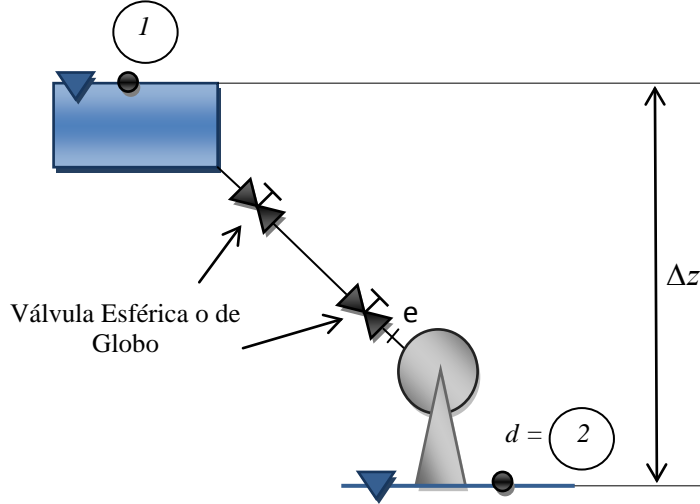 1
Δz
Válvula Esférica o de
Globo
e
d = 2